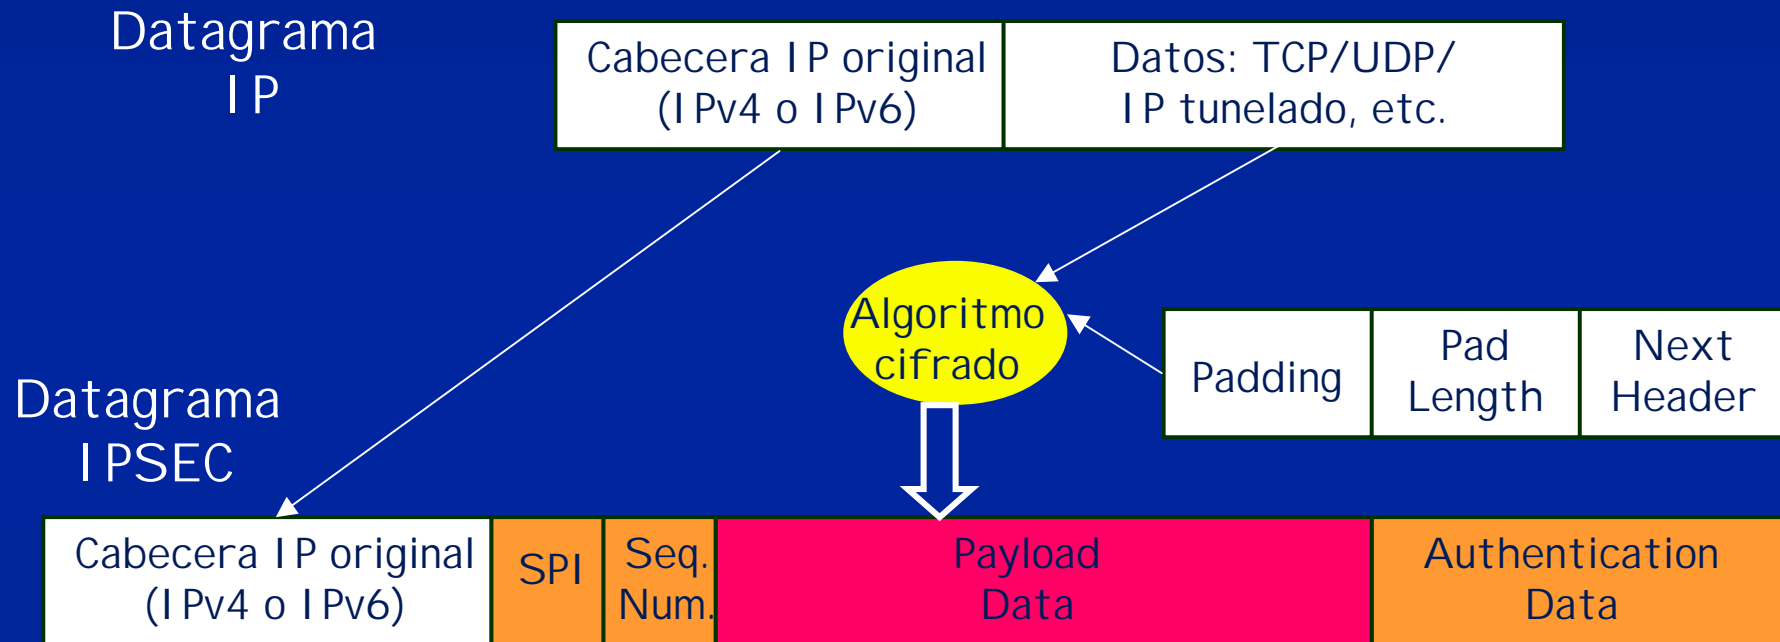 Datagrama
IP
Cabecera IP original
(IPv4 o IPv6)
Datos: TCP/UDP/
IP tunelado, etc.
Algoritmo
cifrado
Padding
Pad
Length
Next
Header
Datagrama
IPSEC
Cabecera IP original
(IPv4 o IPv6)
SPI
Seq.
Num.
Payload
Data
Authentication
Data